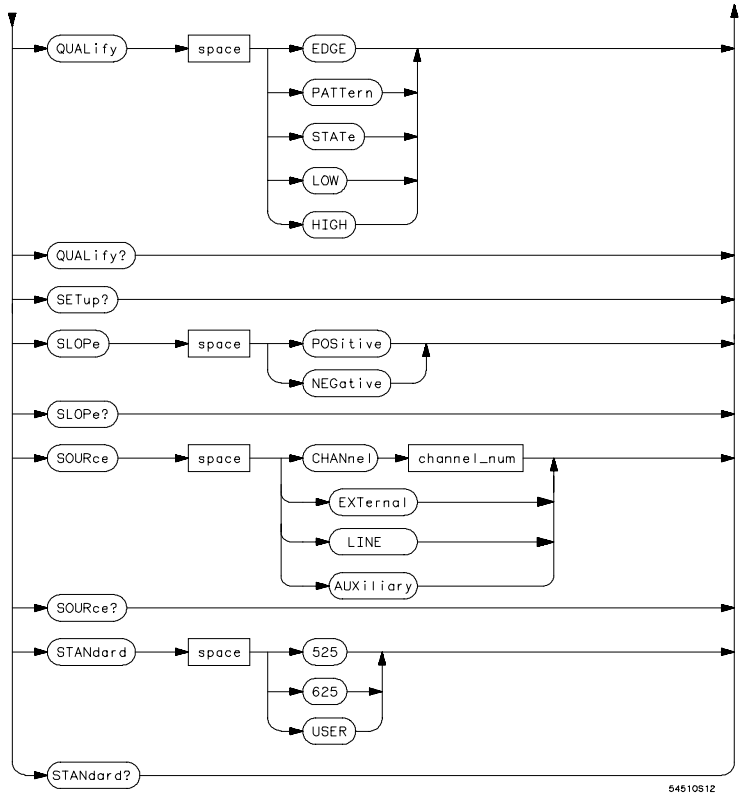 QUALify space EDGE
PATTern
STATe
LOW
HIGH
QUALify?
SETup?
SLOPe space POSitive
NEGative
SLOPe?
SOURce space CHANnel channel_num
EXTernal
LINE
AUXiliary
SOURce?
STANdard space 525
625
USER
STANdard?
54510S12